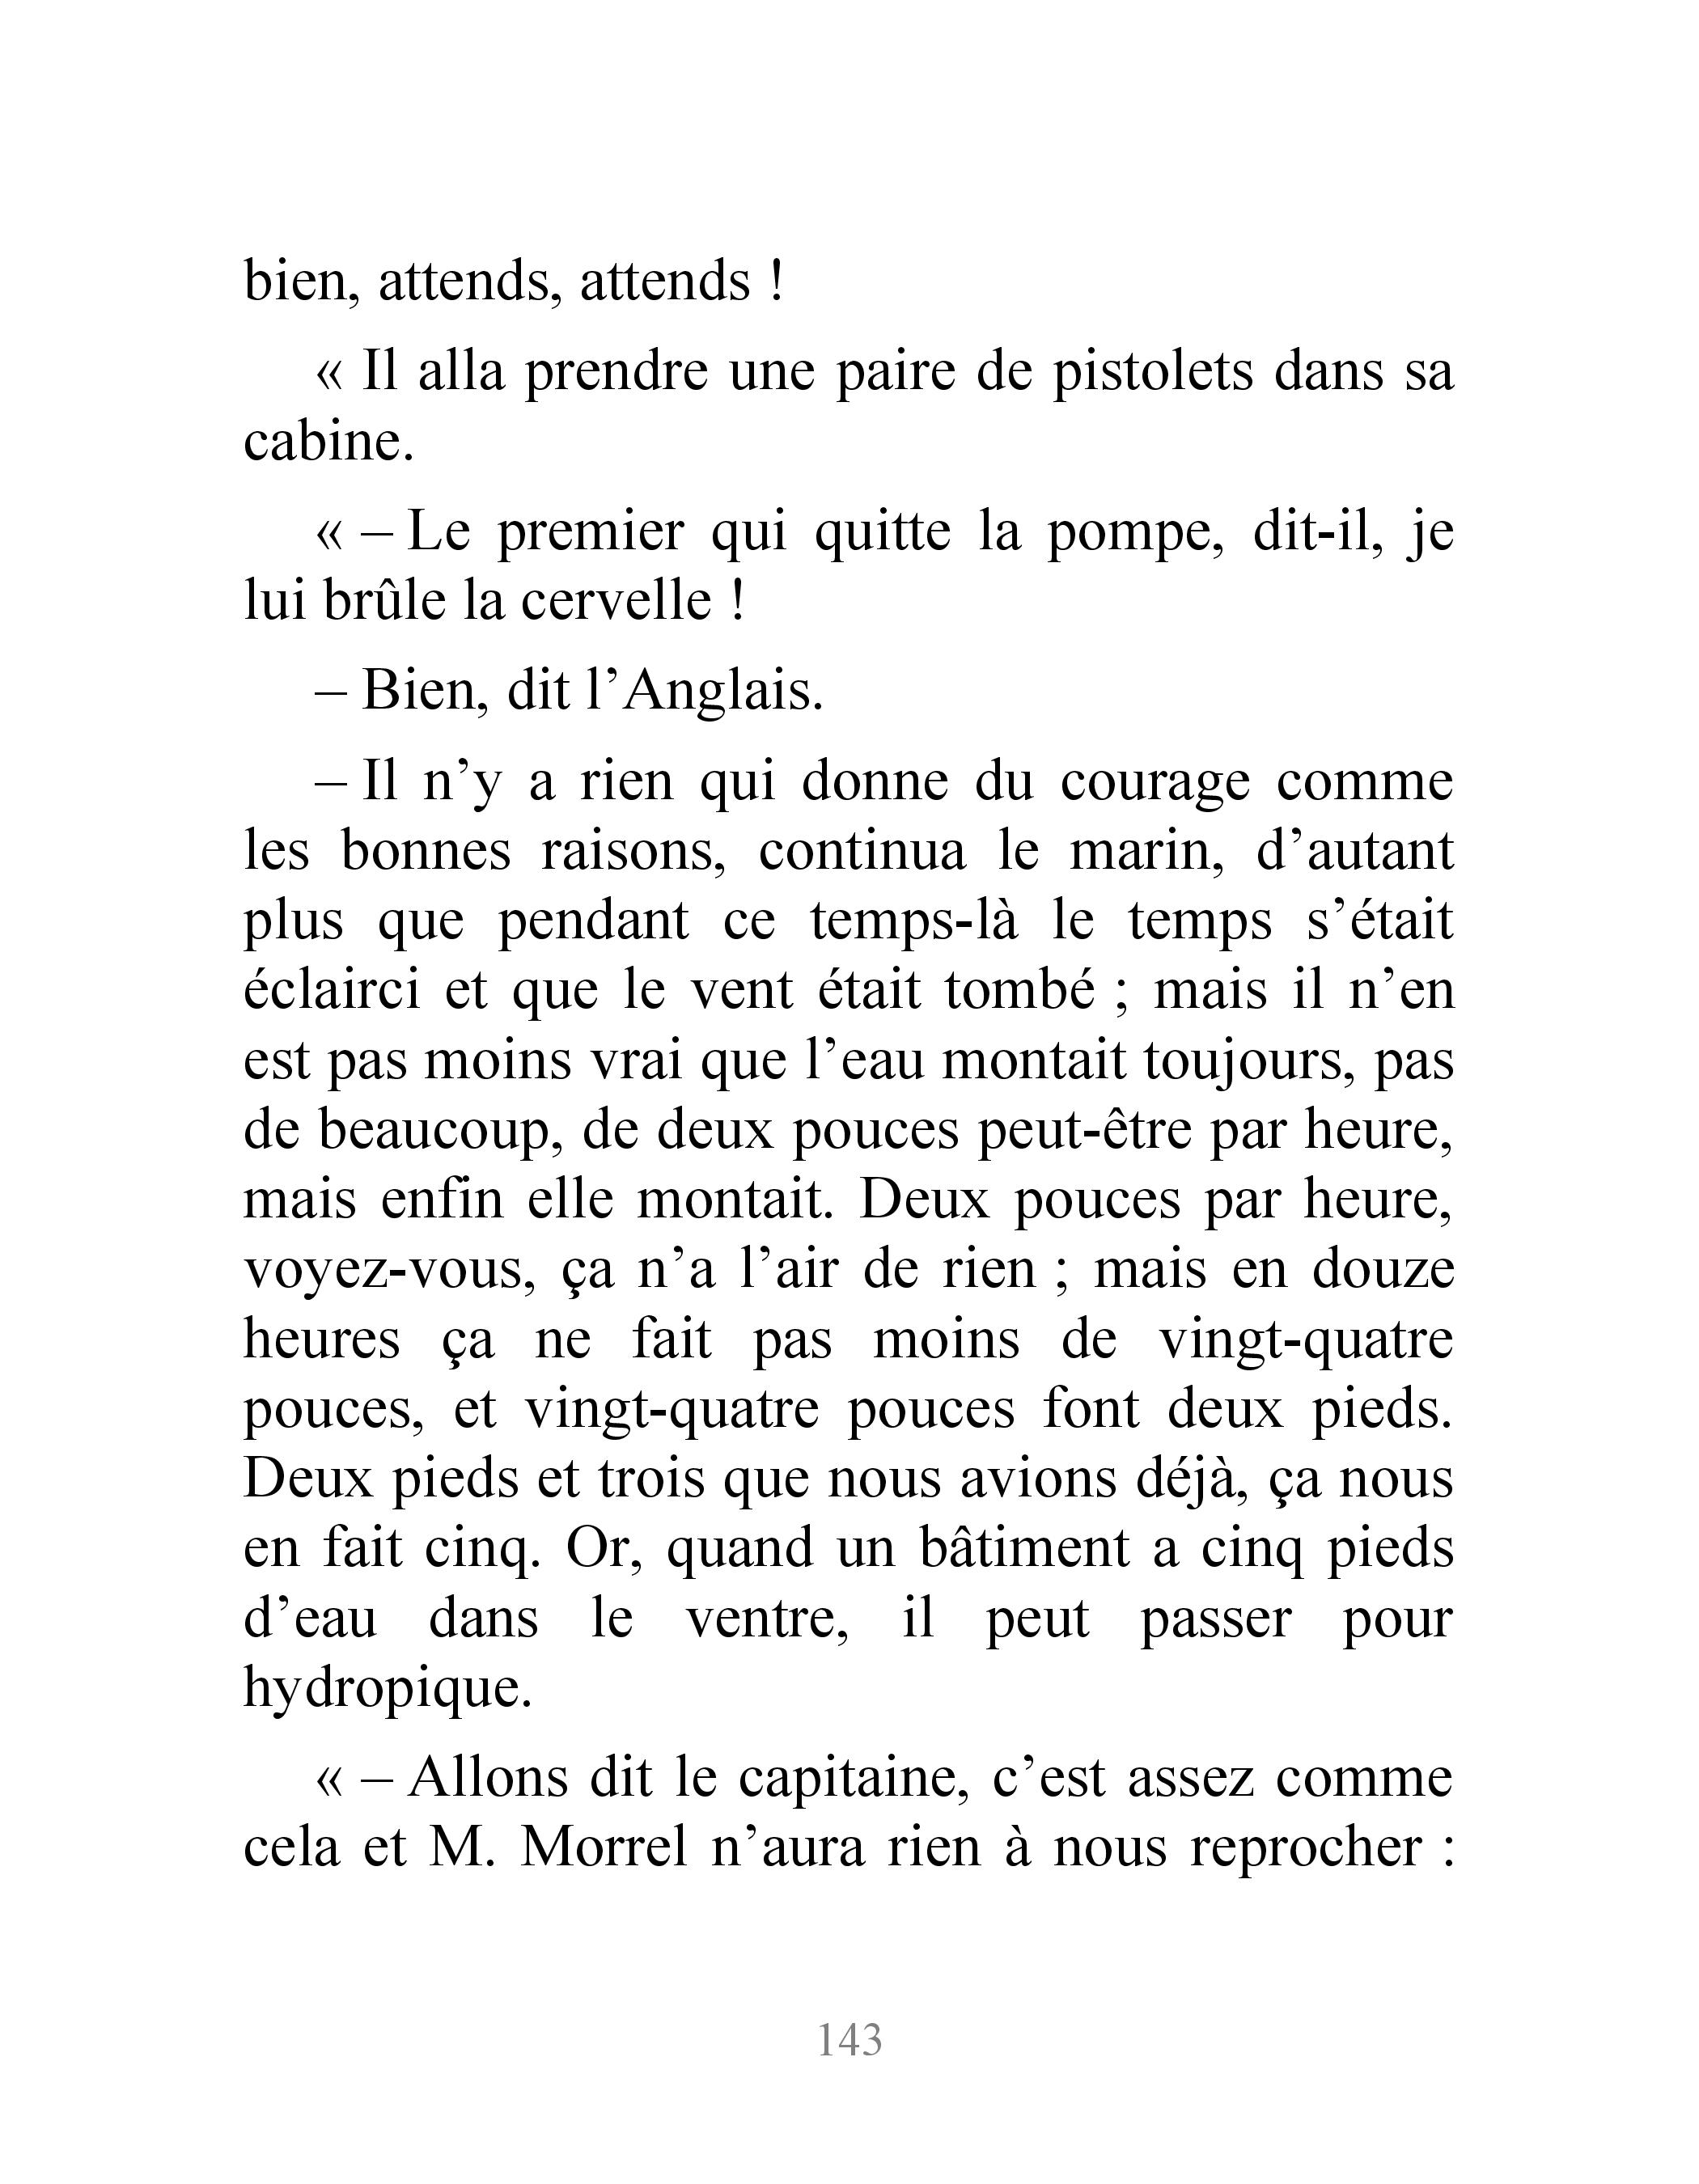 bien, attends, attends !
« Il alla prendre une paire de pistolets dans sa
cabine.
« – Le premier qui quitte la pompe, dit-il, je
lui brûle la cervelle !
– Bien, dit l’Anglais.
– Il n’y a rien qui donne du courage comme
les bonnes raisons, continua le marin, d’autant
plus que pendant ce temps-là le temps s’était
éclairci et que le vent était tombé ; mais il n’en
est pas moins vrai que l’eau montait toujours, pas
de beaucoup, de deux pouces peut-être par heure,
mais enfin elle montait. Deux pouces par heure,
voyez-vous, ça n’a l’air de rien ; mais en douze
heures ça ne fait pas moins de vingt-quatre
pouces, et vingt-quatre pouces font deux pieds.
Deux pieds et trois que nous avions déjà, ça nous
en fait cinq. Or, quand un bâtiment a cinq pieds
d’eau dans le ventre, il peut passer pour
hydropique.
« – Allons dit le capitaine, c’est assez comme
cela et M. Morrel n’aura rien à nous reprocher :
143